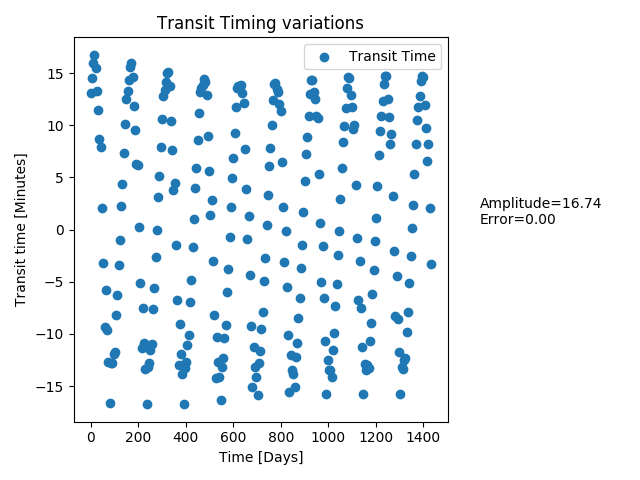 Transit Timing variations
Transit Time
15
10
5
0
−5
−10
−15
Transit time [Minutes]
Amplitude=16.74
Error=0.00
0 200 400 600 800 1000 1200 1400
Time [Days]